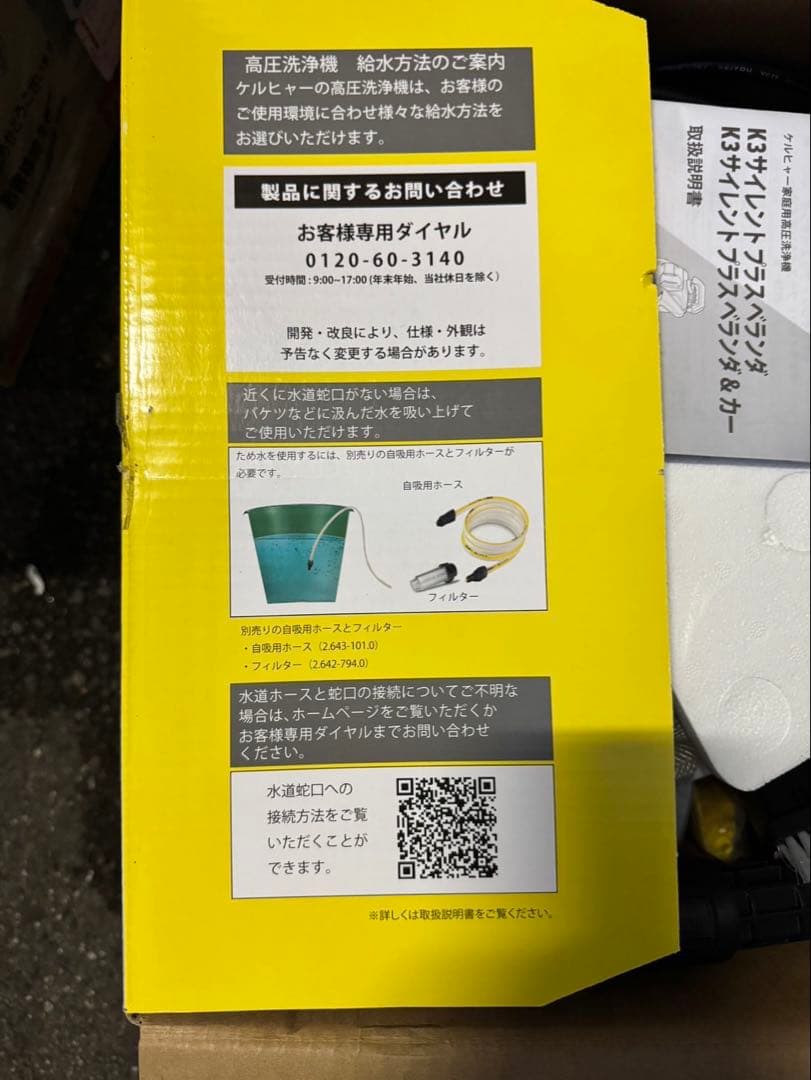 高圧洗浄機　給水方法のご案内
ケルヒャーの高圧洗浄機は、お客様の
ご使用環境に合わせ様々な給水方法を
お選びいただけます。
製品に関するお問い合わせ
お客様専用ダイヤル
0120-60-3140
受付時間：9:00~17:00 (年末年始、当社休日を除く)
開発・改良により、仕様・外観は
予告なく変更する場合があります。
近くに水道蛇口がない場合は、
バケツなどに汲んだ水を吸い上げて
ご使用いただけます。
ため水を使用するには、別売りの自吸用ホースとフィルターが
必要です。
自吸用ホース
フィルター
別売りの自吸用ホースとフィルター
・自吸用ホース（2.643-101.0）
・フィルター（2.642-794.0）
水道ホースと蛇口の接続についてご不明な
場合は、ホームページをご覧いただくか
お客様専用ダイヤルまでお問い合わせ
ください。
水道蛇口への
接続方法をご覧
いただくことが
できます。
※詳しくは取扱説明書をご覧ください。
ケルヒャー家庭用高圧洗浄機
K3サイレントプラスベランダ
K3サイレントプラスベランダ＆カー
取扱説明書